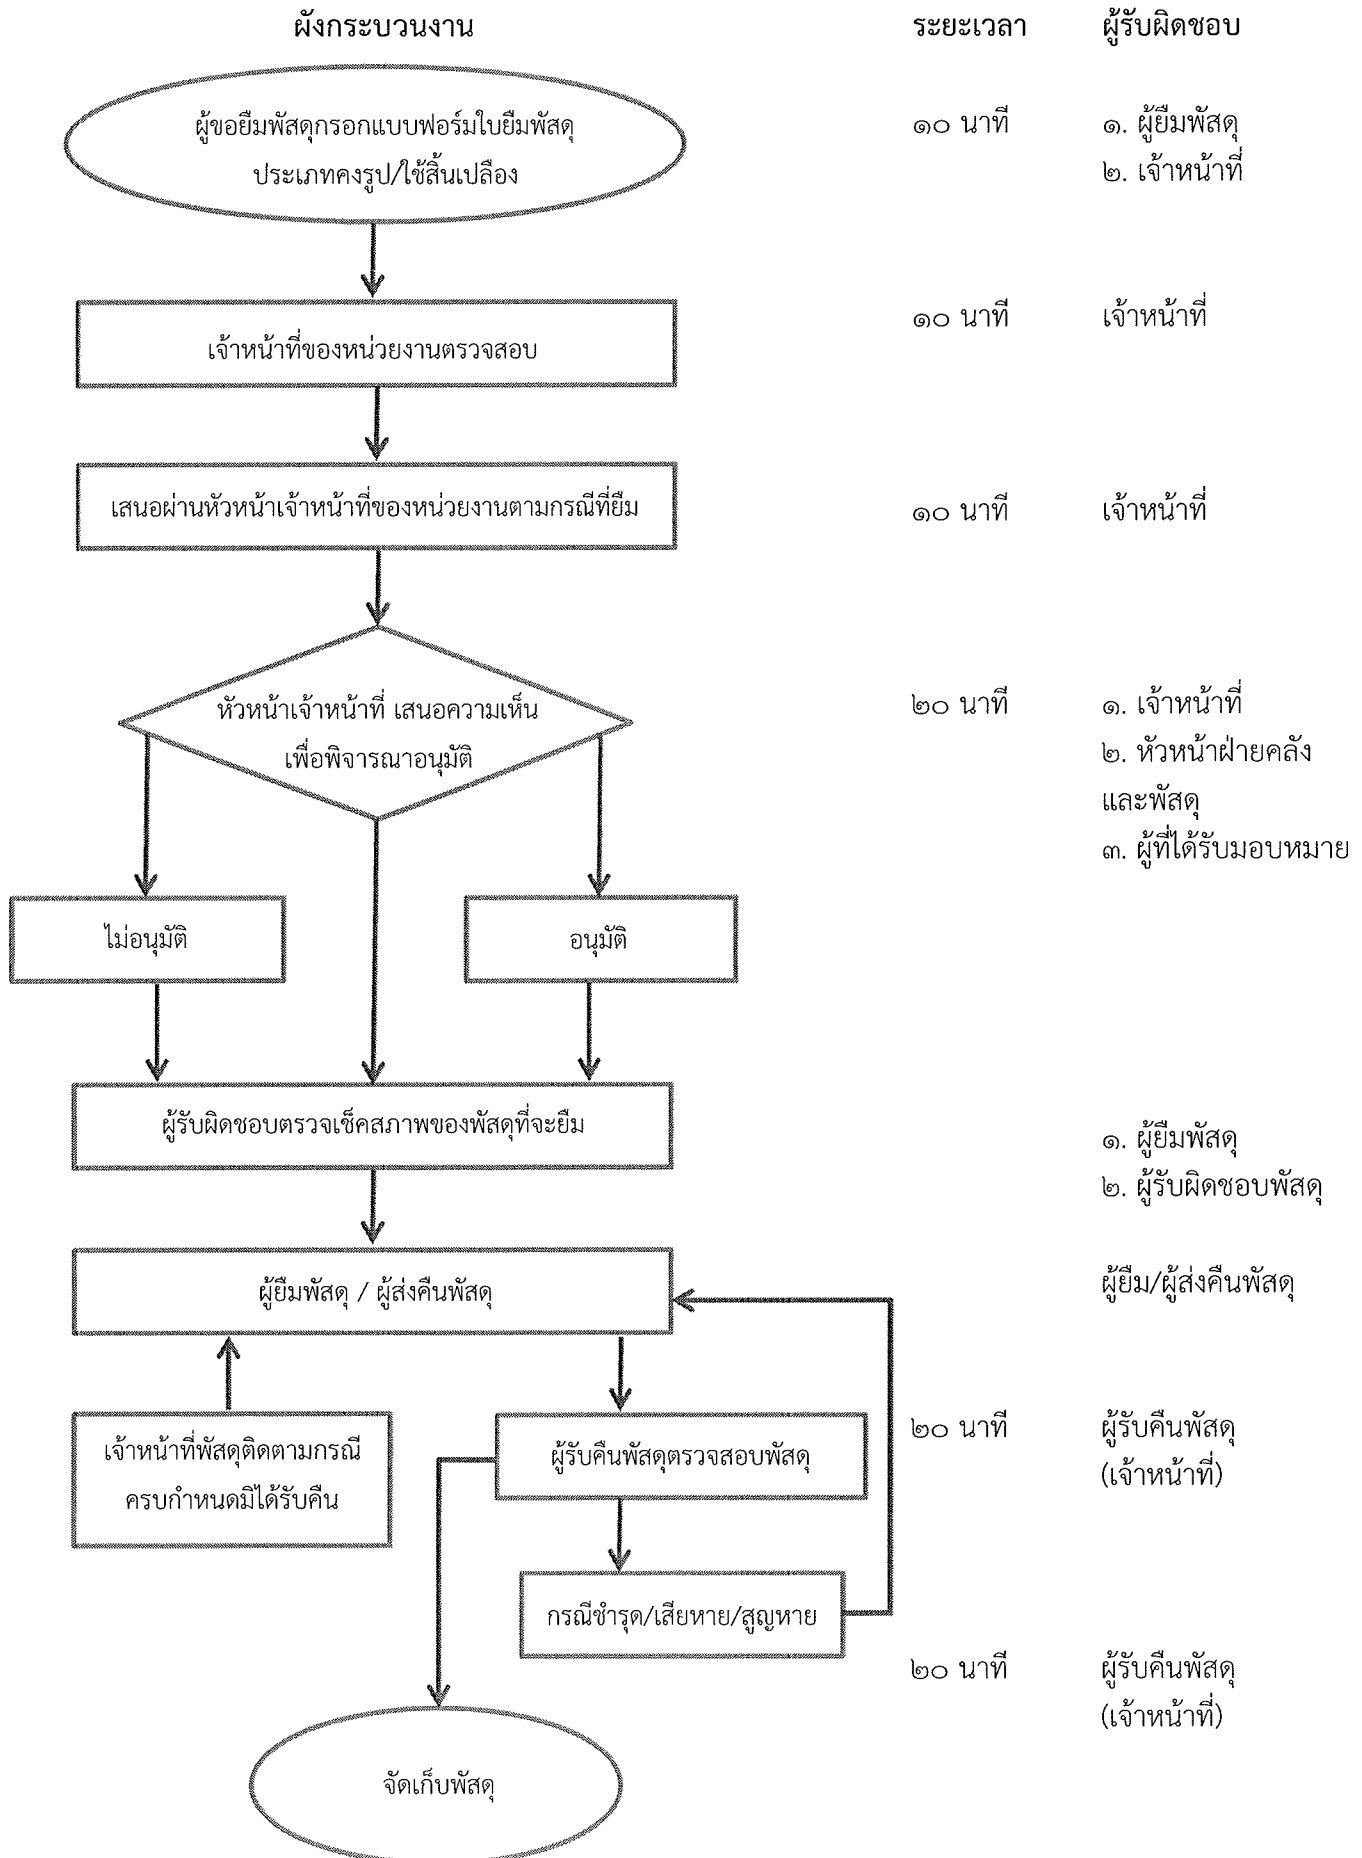 ผังกระบวนงาน
ระยะเวลา
ผู้รับผิดชอบ
ผู้ขอยืมพัสดุกรอกแบบฟอร์มใบยืมพัสดุ
ประเภทคงรูป/ใช้สิ้นเปลือง
๑๐ นาที
๑. ผู้ยืมพัสดุ
๒. เจ้าหน้าที่
เจ้าหน้าที่ของหน่วยงานตรวจสอบ
๑๐ นาที
เจ้าหน้าที่
เสนอผ่านหัวหน้าเจ้าหน้าที่ของหน่วยงานตามกรณีที่ยืม
๑๐ นาที
เจ้าหน้าที่
หัวหน้าเจ้าหน้าที่ เสนอความเห็น
เพื่อพิจารณาอนุมัติ
๒๐ นาที
๑. เจ้าหน้าที่
๒. หัวหน้าฝ่ายคลัง
และพัสดุ
๓. ผู้ที่ได้รับมอบหมาย
ไม่อนุมัติ
อนุมัติ
ผู้รับผิดชอบตรวจเช็คสภาพของพัสดุที่จะยืม
๑. ผู้ยืมพัสดุ
๒. ผู้รับผิดชอบพัสดุ
ผู้ยืมพัสดุ / ผู้ส่งคืนพัสดุ
ผู้ยืม/ผู้ส่งคืนพัสดุ
เจ้าหน้าที่พัสดุติดตามกรณี
ครบกำหนดมิได้รับคืน
ผู้รับคืนพัสดุตรวจสอบพัสดุ
๒๐ นาที
ผู้รับคืนพัสดุ
(เจ้าหน้าที่)
กรณีชำรุด/เสียหาย/สูญหาย
๒๐ นาที
ผู้รับคืนพัสดุ
(เจ้าหน้าที่)
จัดเก็บพัสดุ